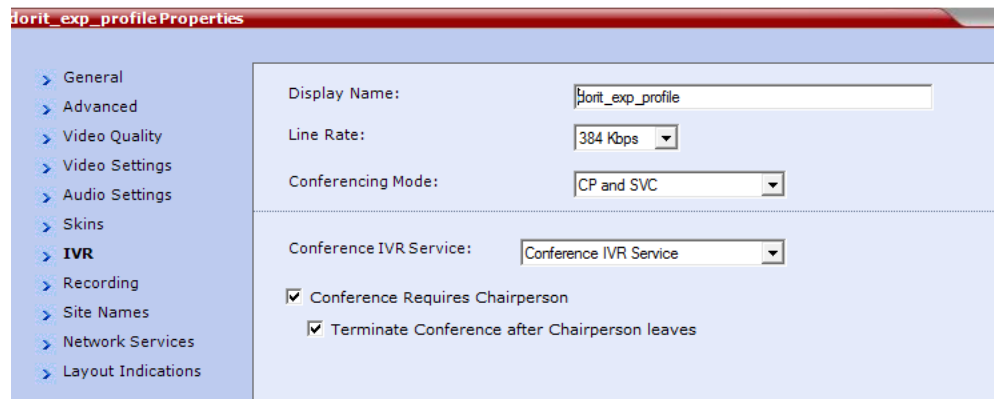 dorit_exp_profile Properties
General
Advanced
Video Quality
Video Settings
Audio Settings
Skins
IVR
Recording
Site Names
Network Services
Layout Indications
Display Name: dorit_exp_profile
Line Rate: 384 Kbps
Conferencing Mode: CP and SVC
Conference IVR Service: Conference IVR Service
Conference Requires Chairperson
Terminate Conference after Chairperson leaves